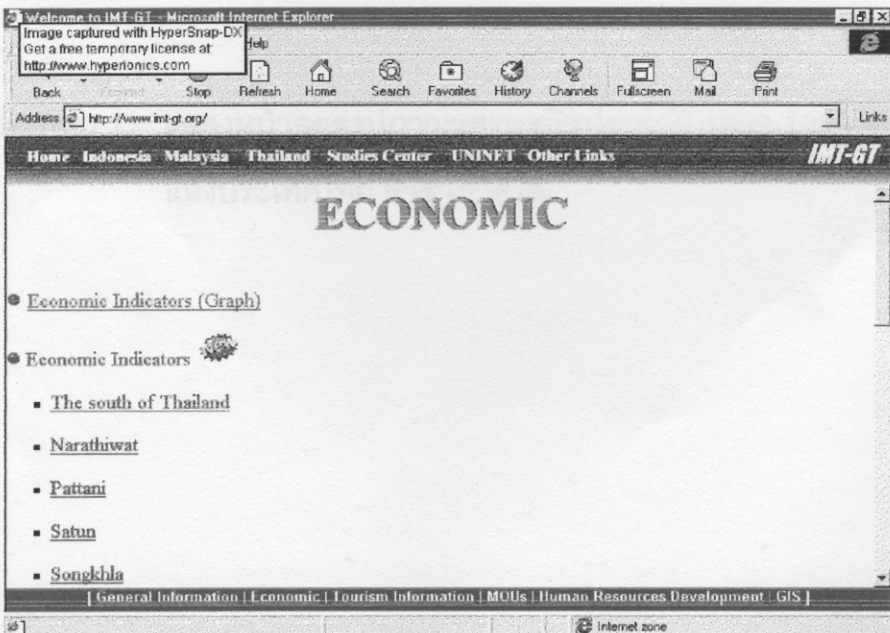 Welcome to IMT-GT - Microsoft Internet Explorer
Image captured with HyperSnap-DX
Get a free temporary license at
http://www.hyperionics.com
Help
Back Stop Refresh Home Search Favorites History Channels Fullscreen Mail Print
Address http://www.imt-gt.org/ Links
Home Indonesia Malaysia Thailand Studies Center UNINET Other Links IMT-GT
ECONOMIC
Economic Indicators (Graph)
Economic Indicators
The south of Thailand
Narathiwat
Pattani
Satun
Songkhla
[ General Information | Economic | Tourism Information | MOUs | Human Resources Development | GIS ]
Internet zone